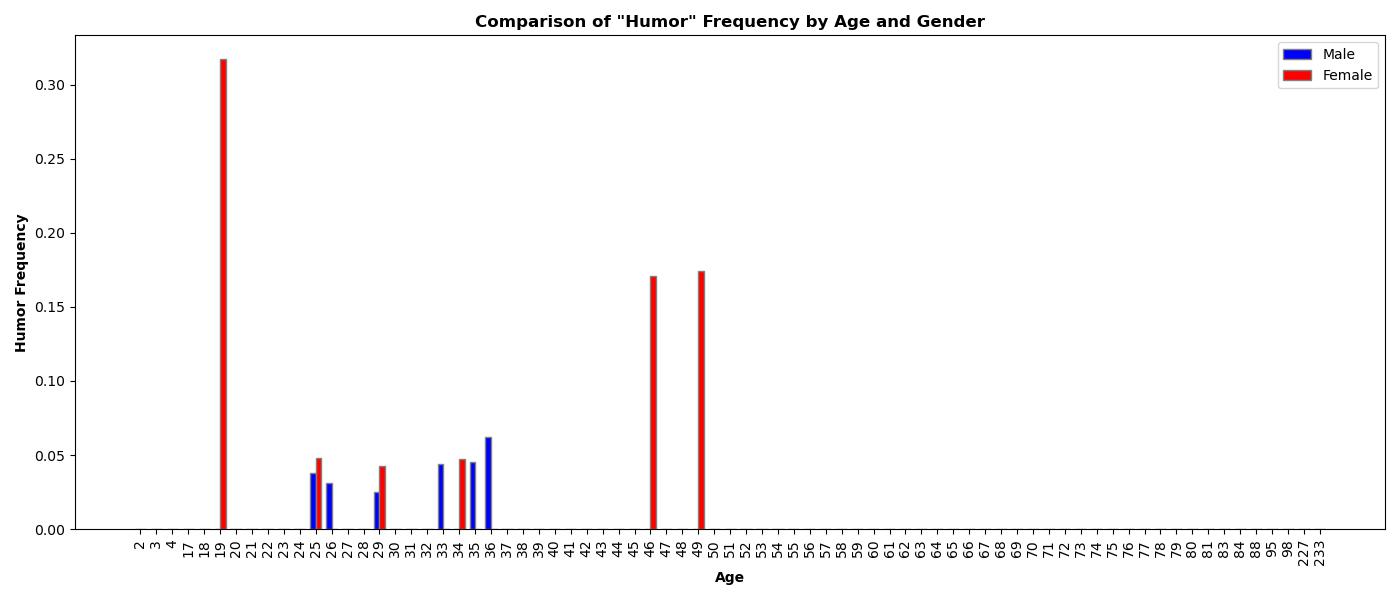 Comparison of "Humor" Frequency by Age and Gender
Male
Female
Humor Frequency
0.30
0.25
0.20
0.15
0.10
0.05
0.00
2 3 4 17 18 19 20 21 22 23 24 25 26 27 28 29 30 31 32 33 34 35 36 37 38 39 40 41 42 43 44 45 46 47 48 49 50 51 52 53 54 55 56 57 58 59 60 61 62 63 64 65 66 67 68 69 70 71 72 73 74 75 76 77 78 79 80 81 83 84 88 95 98 227 233
Age